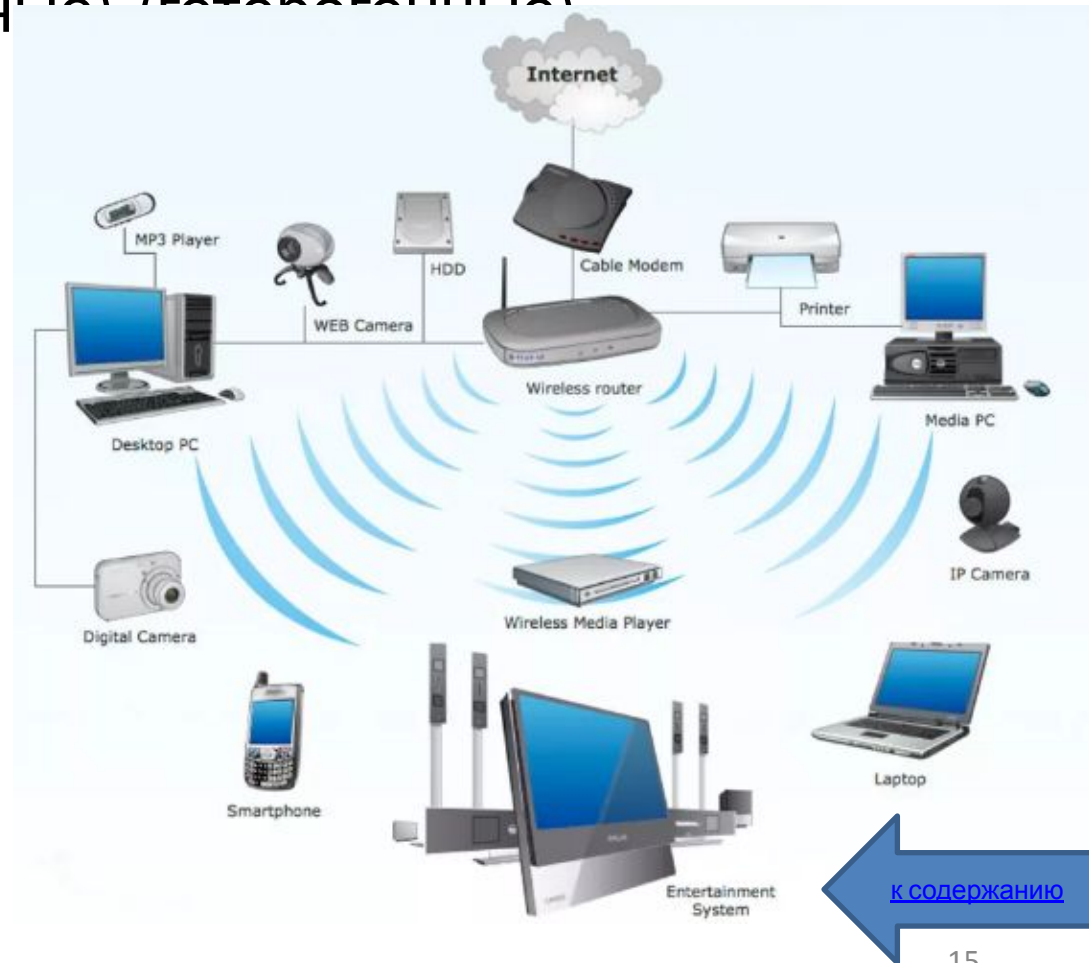 Internet
MP3 Player
HDD
Cable Modem
WEB Camera
Printer
Wireless router
Desktop PC
Media PC
IP Camera
Wireless Media Player
Digital Camera
Laptop
Smartphone
Entertainment
System
к содержанию
15